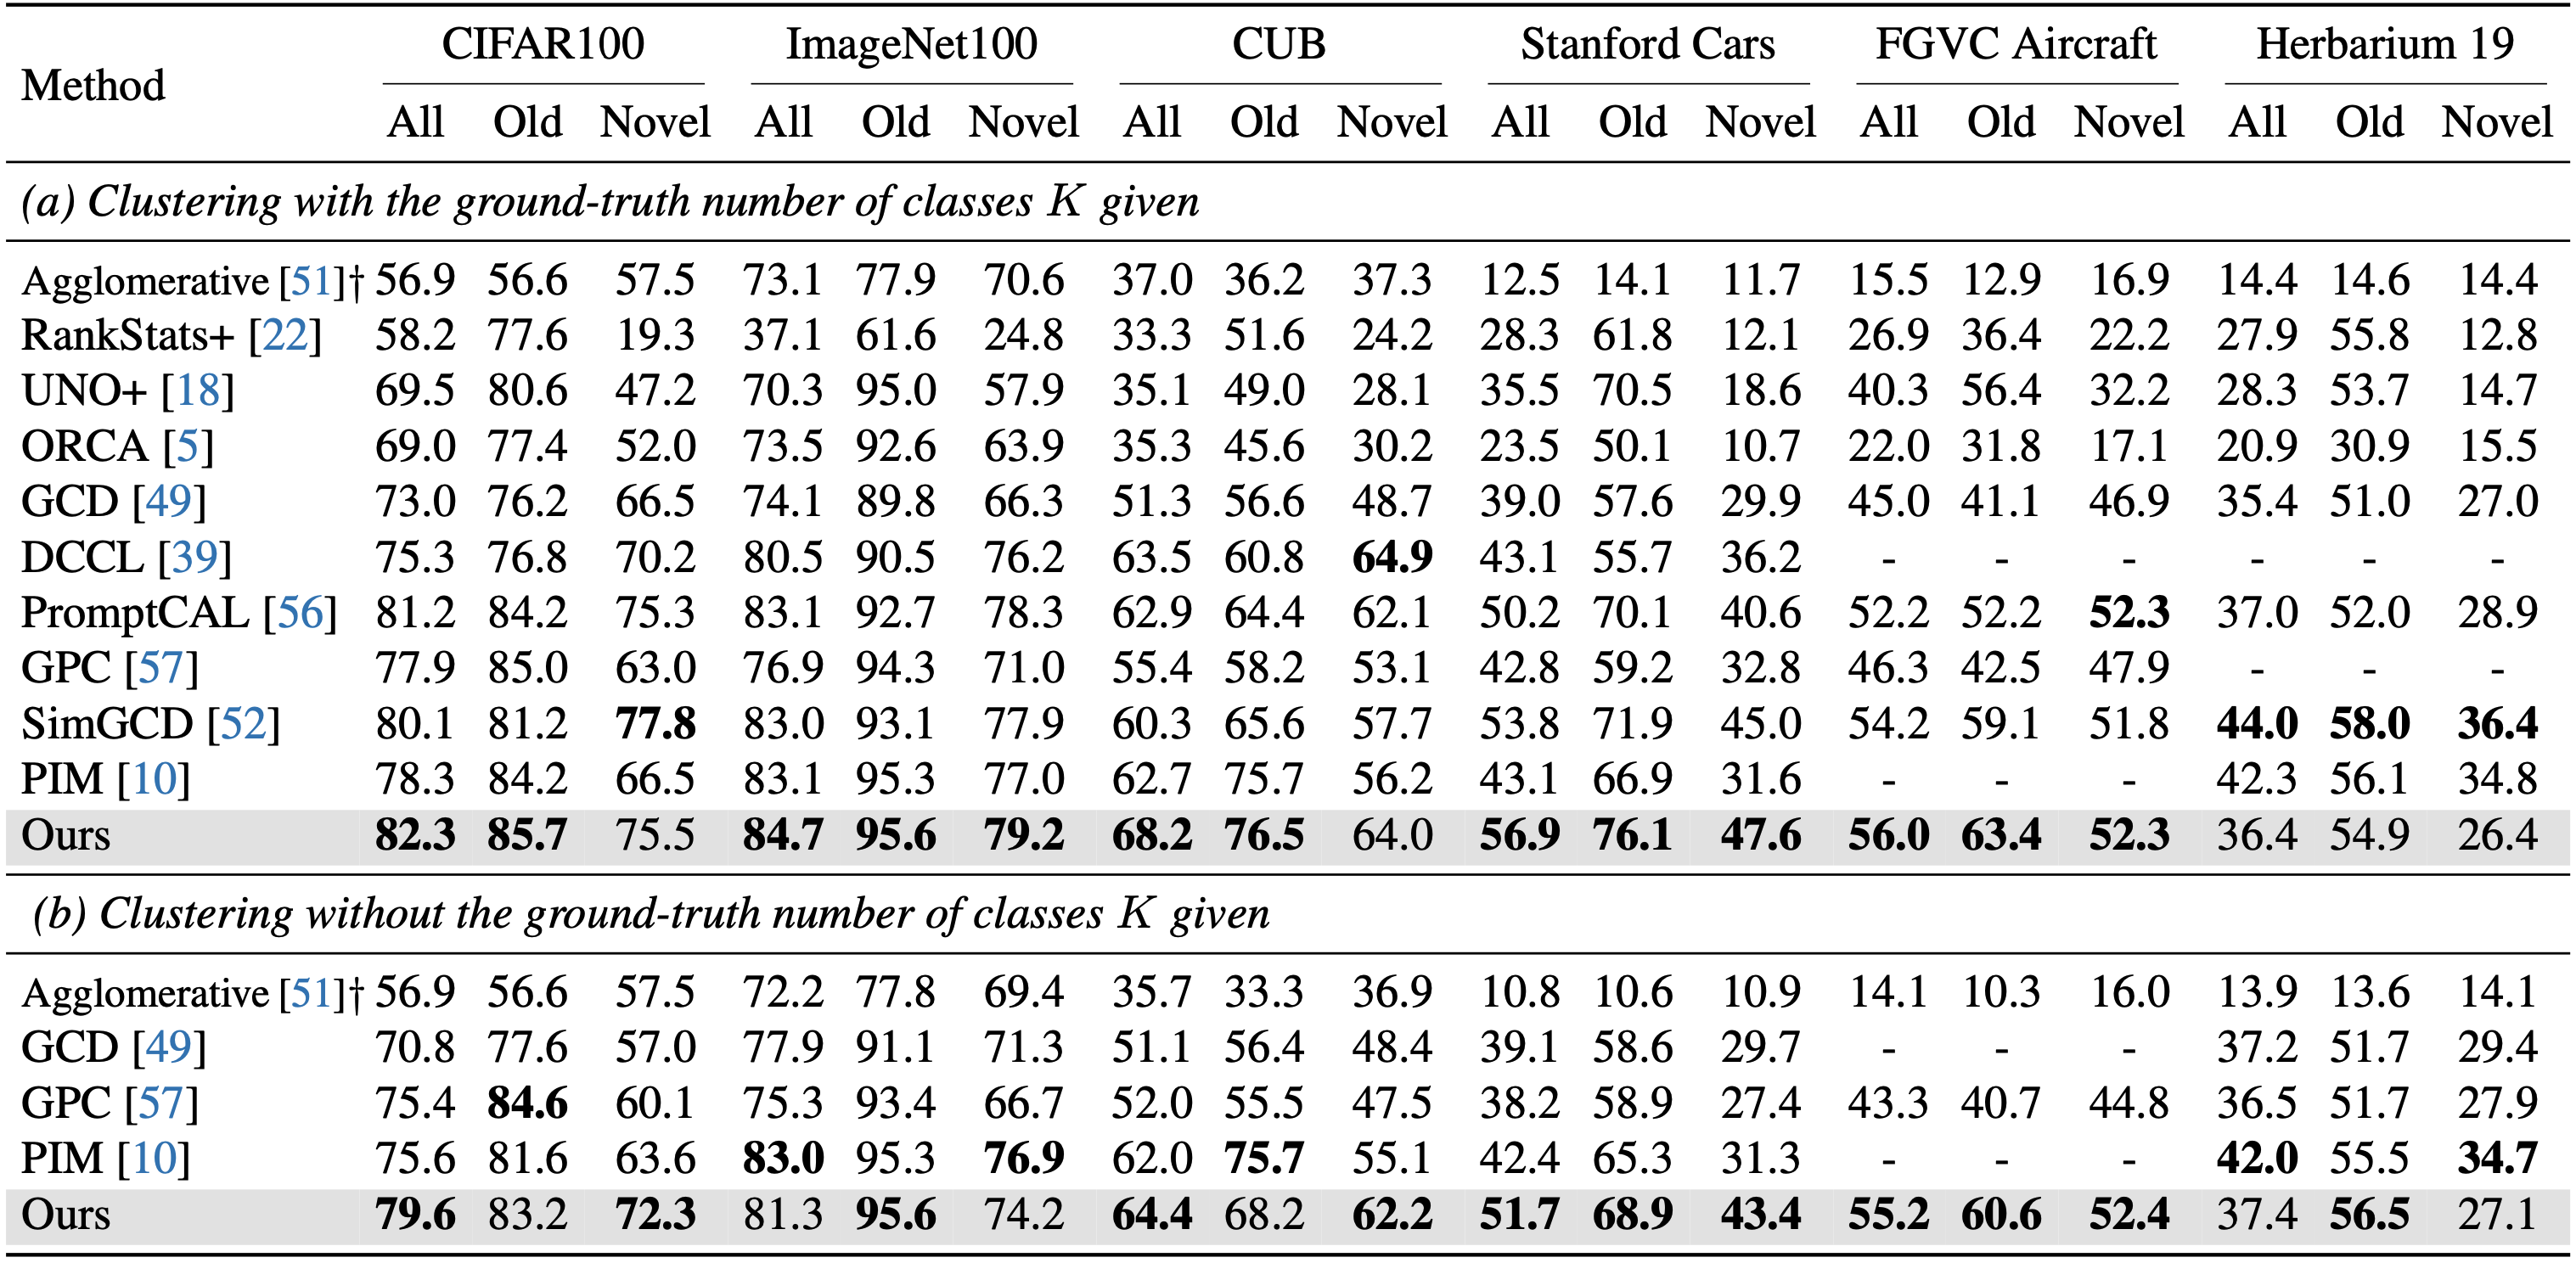 Method CIFAR100 ImageNet100 CUB Stanford Cars FGVC Aircraft Herbarium 19
All Old Novel All Old Novel All Old Novel All Old Novel All Old Novel All Old Novel
(a) Clustering with the ground-truth number of classes K given
Agglomerative [51]† 56.9 56.6 57.5 73.1 77.9 70.6 37.0 36.2 37.3 12.5 14.1 11.7 15.5 12.9 16.9 14.4 14.6 14.4
RankStats+ [22] 58.2 77.6 19.3 37.1 61.6 24.8 33.3 51.6 24.2 28.3 61.8 12.1 26.9 36.4 22.2 27.9 55.8 12.8
UNO+ [18] 69.5 80.6 47.2 70.3 95.0 57.9 35.1 49.0 28.1 35.5 70.5 18.6 40.3 56.4 32.2 28.3 53.7 14.7
ORCA [5] 69.0 77.4 52.0 73.5 92.6 63.9 35.3 45.6 30.2 23.5 50.1 10.7 22.0 31.8 17.1 20.9 30.9 15.5
GCD [49] 73.0 76.2 66.5 74.1 89.8 66.3 51.3 56.6 48.7 39.0 57.6 29.9 45.0 41.1 46.9 35.4 51.0 27.0
DCCL [39] 75.3 76.8 70.2 80.5 90.5 76.2 63.5 60.8 64.9 43.1 55.7 36.2 - - - - - -
PromptCAL [56] 81.2 84.2 75.3 83.1 92.7 78.3 62.9 64.4 62.1 50.2 70.1 40.6 52.2 52.2 52.3 37.0 52.0 28.9
GPC [57] 77.9 85.0 63.0 76.9 94.3 71.0 55.4 58.2 53.1 42.8 59.2 32.8 46.3 42.5 47.9 - - -
SimGCD [52] 80.1 81.2 77.8 83.0 93.1 77.9 60.3 65.6 57.7 53.8 71.9 45.0 54.2 59.1 51.8 44.0 58.0 36.4
PIM [10] 78.3 84.2 66.5 83.1 95.3 77.0 62.7 75.7 56.2 43.1 66.9 31.6 - - - 42.3 56.1 34.8
Ours 82.3 85.7 75.5 84.7 95.6 79.2 68.2 76.5 64.0 56.9 76.1 47.6 56.0 63.4 52.3 36.4 54.9 26.4
(b) Clustering without the ground-truth number of classes K given
Agglomerative [51]† 56.9 56.6 57.5 72.2 77.8 69.4 35.7 33.3 36.9 10.8 10.6 10.9 14.1 10.3 16.0 13.9 13.6 14.1
GCD [49] 70.8 77.6 57.0 77.9 91.1 71.3 51.1 56.4 48.4 39.1 58.6 29.7 - - - 37.2 51.7 29.4
GPC [57] 75.4 84.6 60.1 75.3 93.4 66.7 52.0 55.5 47.5 38.2 58.9 27.4 43.3 40.7 44.8 36.5 51.7 27.9
PIM [10] 75.6 81.6 63.6 83.0 95.3 76.9 62.0 75.7 55.1 42.4 65.3 31.3 - - - 42.0 55.5 34.7
Ours 79.6 83.2 72.3 81.3 95.6 74.2 64.4 68.2 62.2 51.7 68.9 43.4 55.2 60.6 52.4 37.4 56.5 27.1